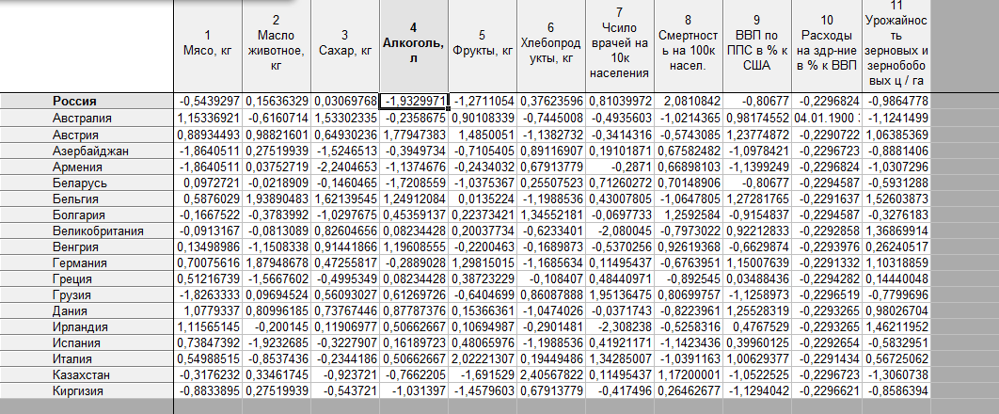 1 Мясо, кг 2 Масло животное, кг 3 Сахар, кг 4 Алкоголь, л 5 Фрукты, кг 6 Хлебопродукты, кг 7 Чсило врачей на 10к населения 8 Смертность на 100к насел. 9 ВВП по ППС в % к США 10 Расходы на здр-ние в % к ВВП 11 Урожайность зерновых и зернобобовых ц / га
Россия -0,5439297 0,15636329 0,03069768 -1,9329971 -1,2711054 0,37623596 0,81039972 2,0810842 -0,80677 -0,2296824 -0,9864778
Австралия 1,15336921 -0,6160714 1,53302335 -0,2358675 0,90108339 -0,7445008 -0,4935603 -1,0214365 0,98174552 04.01.1900 : -1,1241499
Австрия 0,88934493 0,98821601 0,64930236 1,77947383 1,4850051 -1,1382732 -0,3414316 -0,5743085 1,23774872 -0,2290722 1,06385369
Азербайджан -1,8640511 0,27519939 -1,5246513 -0,3949734 -0,7105405 0,89116907 0,19101871 0,67582482 -1,0978421 -0,2296723 -0,8881406
Армения -1,8640511 0,03752719 -2,2404653 -1,1374676 -0,2434032 0,67913779 -0,2871 0,66898103 -1,1399249 -0,2296824 -1,0307296
Беларусь 0,0972721 -0,0218909 -0,1460465 -1,7208559 -1,0375367 0,25507523 0,71260272 0,70148906 -0,80677 -0,2294587 -0,5931288
Бельгия 0,5876029 1,93890483 1,62139545 1,24912084 0,0135224 -1,1988536 0,43007805 -1,0647805 1,27281765 -0,2291637 1,52603873
Болгария -0,1667522 -0,3783992 -1,0297675 0,45359137 0,22373421 1,34552181 -0,0697733 1,2592584 -0,9154837 -0,2294587 -0,3276183
Великобритания -0,0913167 -0,0813089 0,82604656 0,08234428 0,20037734 -0,6233401 -2,080045 -0,7973022 0,92212833 -0,2292858 1,36869914
Венгрия 0,13498986 -1,1508338 0,91441866 1,19608555 -0,2200463 -0,1689873 -0,5370256 0,92619368 -0,6629874 -0,2293976 0,26240517
Германия 0,70075616 1,87948678 0,47255817 -0,2889028 1,29815015 -1,1685634 0,11495437 -0,6763951 1,15007639 -0,2291332 1,10318859
Греция 0,51216739 -1,5667602 -0,4995349 0,08234428 0,38723229 -0,108407 0,48440971 -0,892545 0,03488436 -0,2294282 0,14440048
Грузия -1,8263333 0,09694524 0,56093027 0,61269726 -0,6404699 0,86087888 1,95136475 0,80699757 -1,1258973 -0,2296519 -0,7799696
Дания 1,0779337 0,80996185 0,73767446 0,87787376 0,15366361 -1,0474026 -0,0371743 -0,8223961 1,25528319 -0,2293265 0,98026704
Ирландия 1,11565145 -0,200145 0,11906977 0,50662667 0,10694987 -0,2901481 -2,308238 -0,5258316 0,4767529 -0,2293265 1,46211952
Испания 0,73847392 -1,9232685 -0,3227907 0,16189723 0,48065976 -1,1988536 0,41921171 -1,1423436 0,39960125 -0,2292654 -0,5832951
Италия 0,54988515 -0,8537436 -0,2344186 0,50662667 2,02221307 0,19449486 1,34285007 -1,0391163 1,00629377 -0,2291434 0,56725062
Казахстан -0,3176232 0,33461745 -0,923721 -0,7662205 -1,691529 2,40567822 0,11495437 1,17200001 -1,0522525 -0,2296723 -1,3060738
Киргизия -0,8833895 0,27519939 -0,543721 -1,031397 -1,4579603 0,67913779 -0,417496 0,26462677 -1,1294042 -0,2296621 -0,8586394